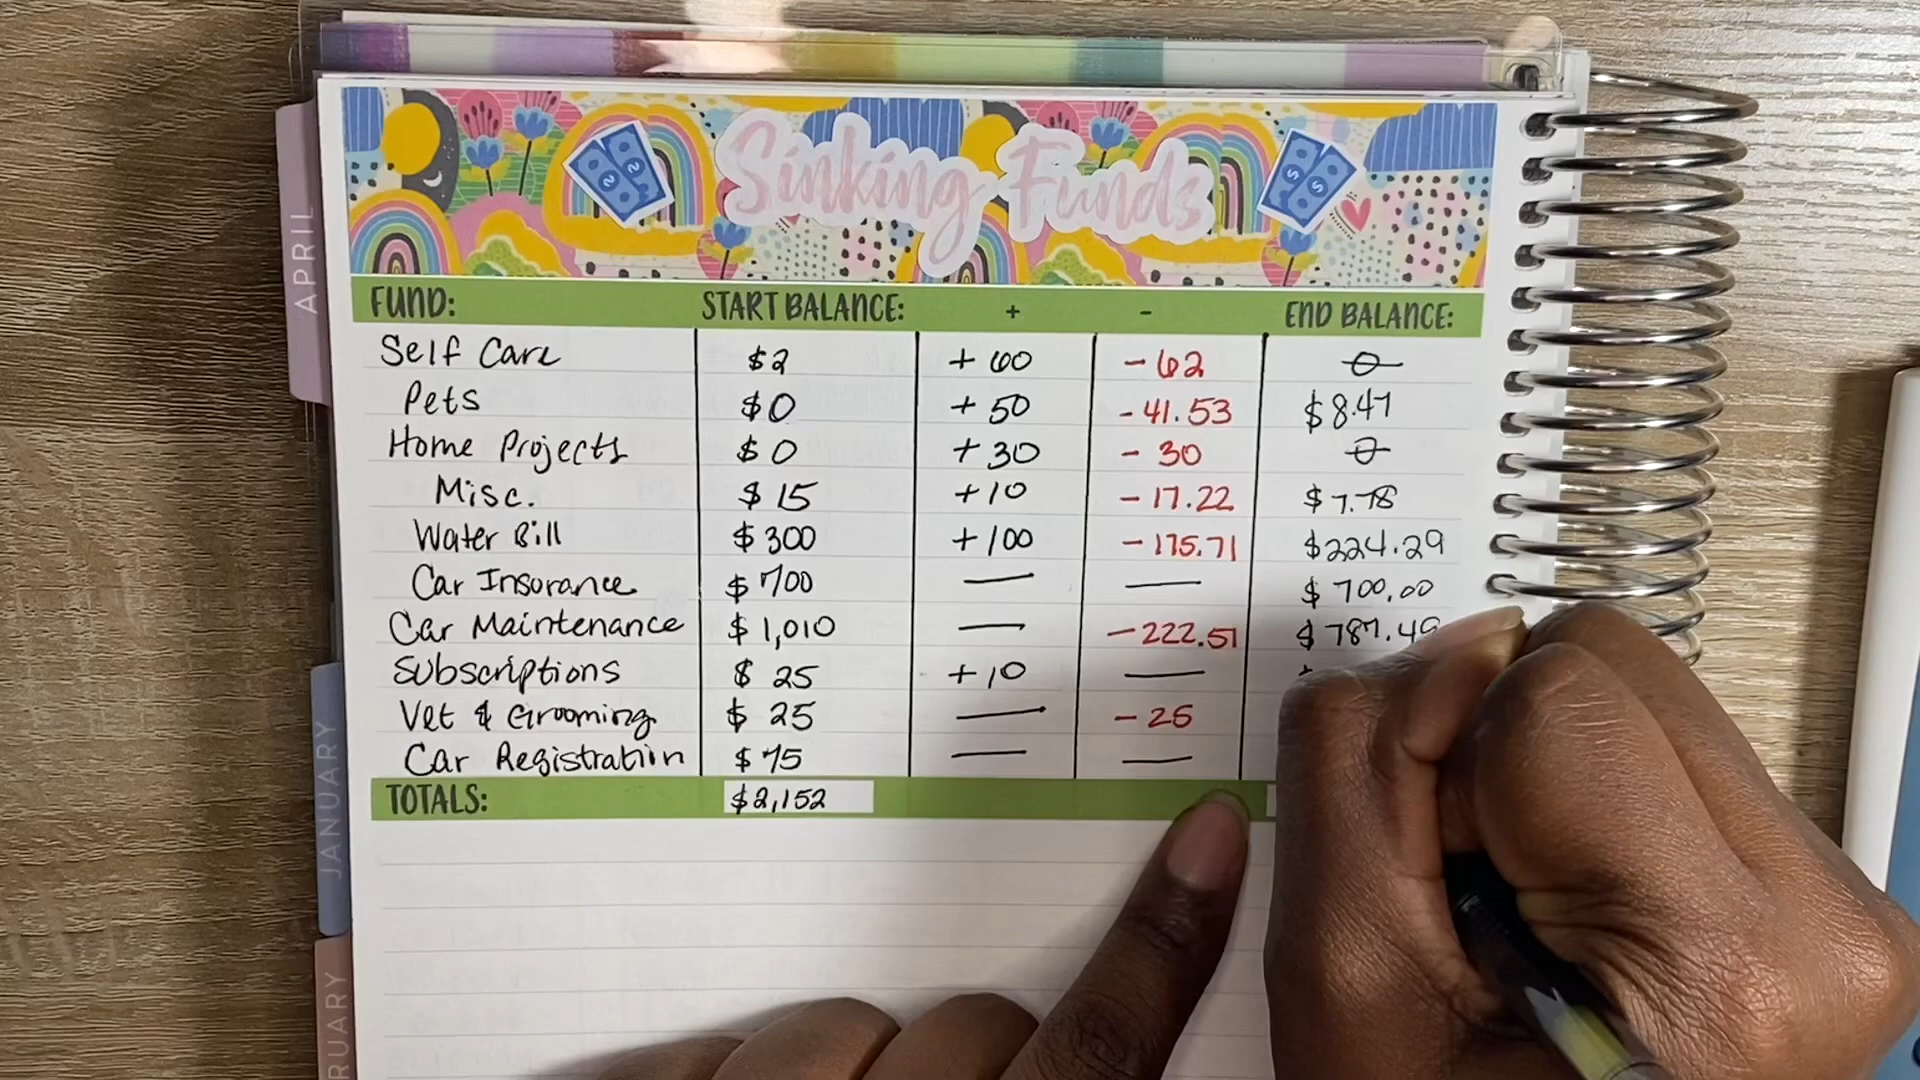 Sinking Funds
FUND: START BALANCE: + - END BALANCE:
Self Care $2 +60 -62 0
Pets $0 +50 -41.53 $8.47
Home Projects $0 +30 -30 0
Misc. $15 +10 -17.22 $7.78
Water Bill $300 +100 -175.71 $224.29
Car Insurance $700 — — $700.00
Car Maintenance $1,010 — -222.51 $787.49
Subscriptions $25 +10 —
Vet & Grooming $25 — -25
Car Registration $75 — —
TOTALS: $2,152
APRIL
JANUARY
RUARY